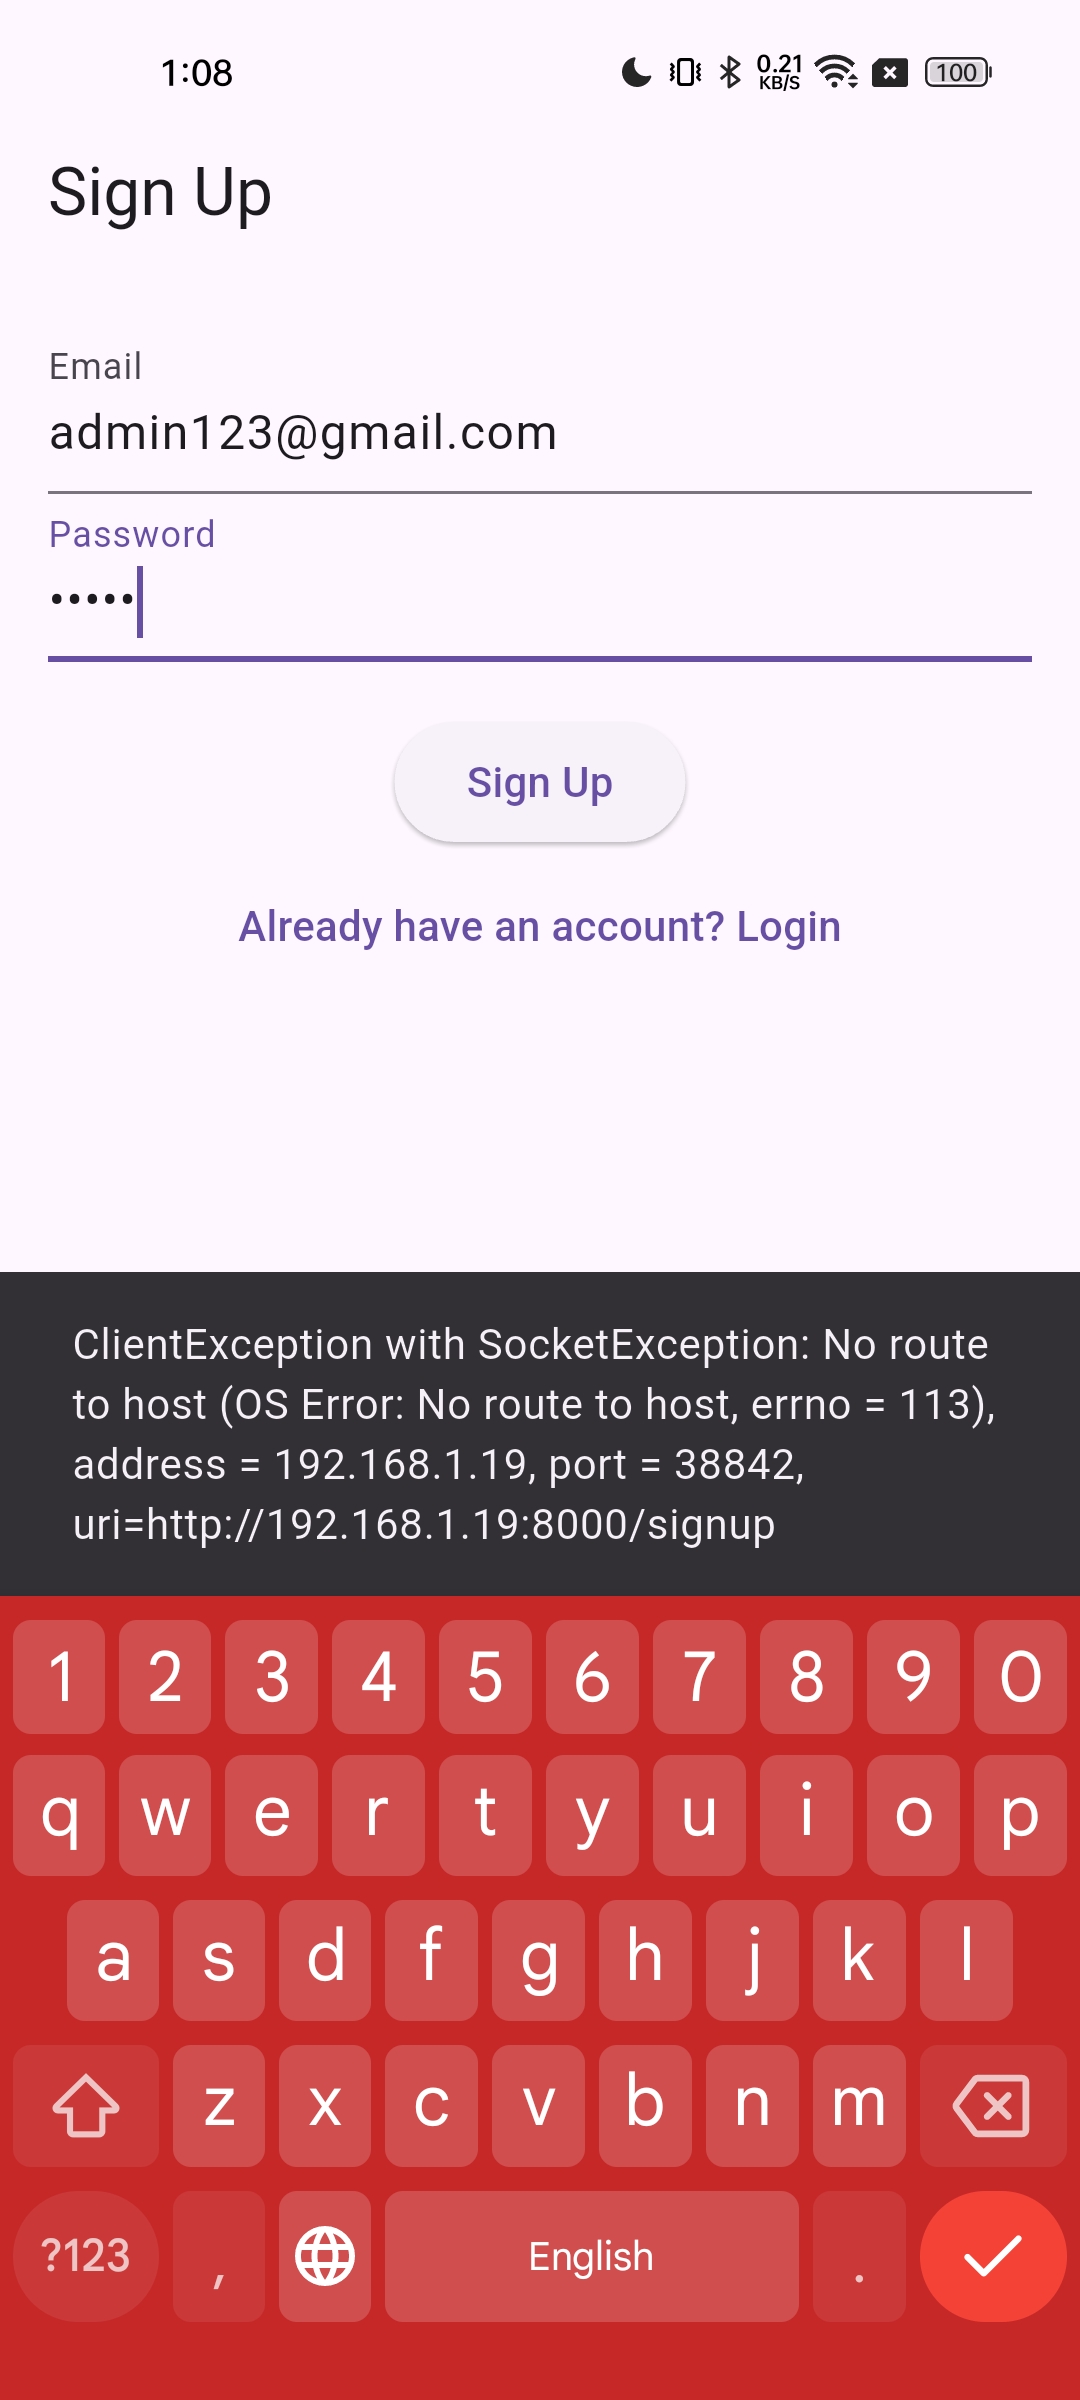 1:08
0.21
KB/S
100
Sign Up
Email
admin123@gmail.com
Password
•••••
Sign Up
Already have an account? Login
ClientException with SocketException: No route
to host (OS Error: No route to host, errno = 113),
address = 192.168.1.19, port = 38842,
uri=http://192.168.1.19:8000/signup
1 2 3 4 5 6 7 8 9 0
q w e r t y u i o p
a s d f g h j k l
z x c v b n m
?123 , English .